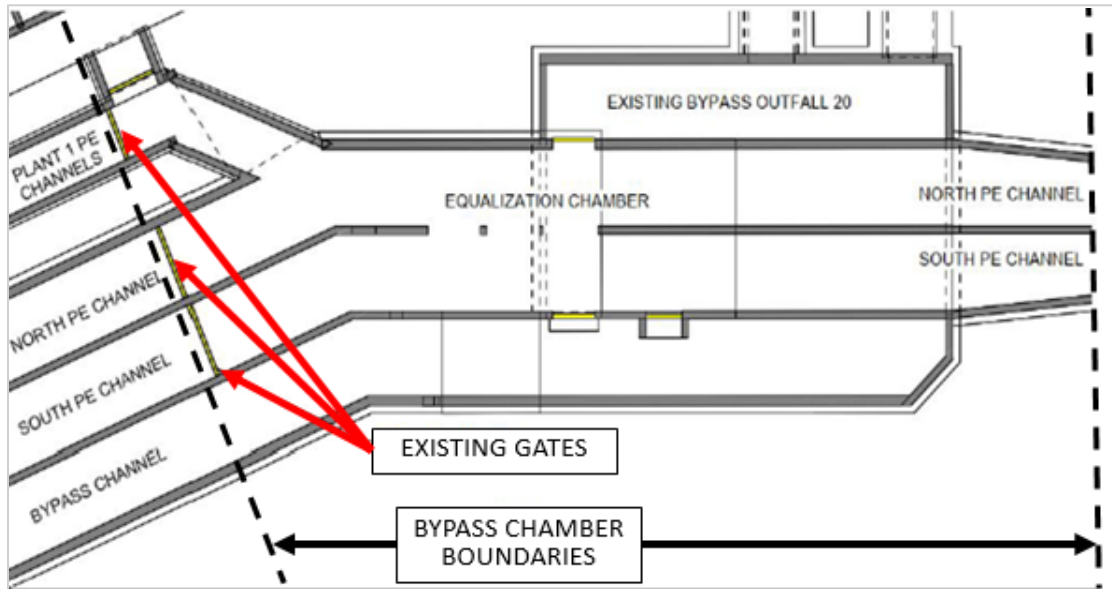 EXISTING BYPASS OUTFALL 20
PLANT 1 PE
CHANNELS
EQUALIZATION CHAMBER
NORTH PE CHANNEL
SOUTH PE CHANNEL
NORTH PE CHANNEL
SOUTH PE CHANNEL
BYPASS CHANNEL
EXISTING GATES
BYPASS CHAMBER
BOUNDARIES